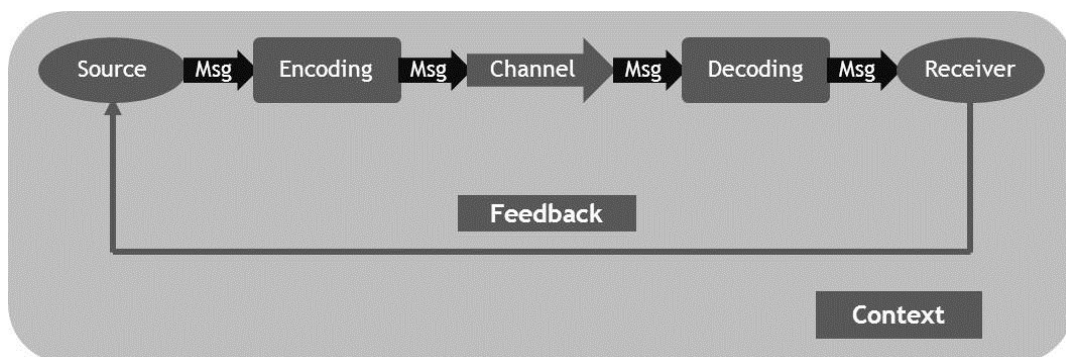 Source Msg Encoding Msg Channel Msg Decoding Msg Receiver
Feedback
Context